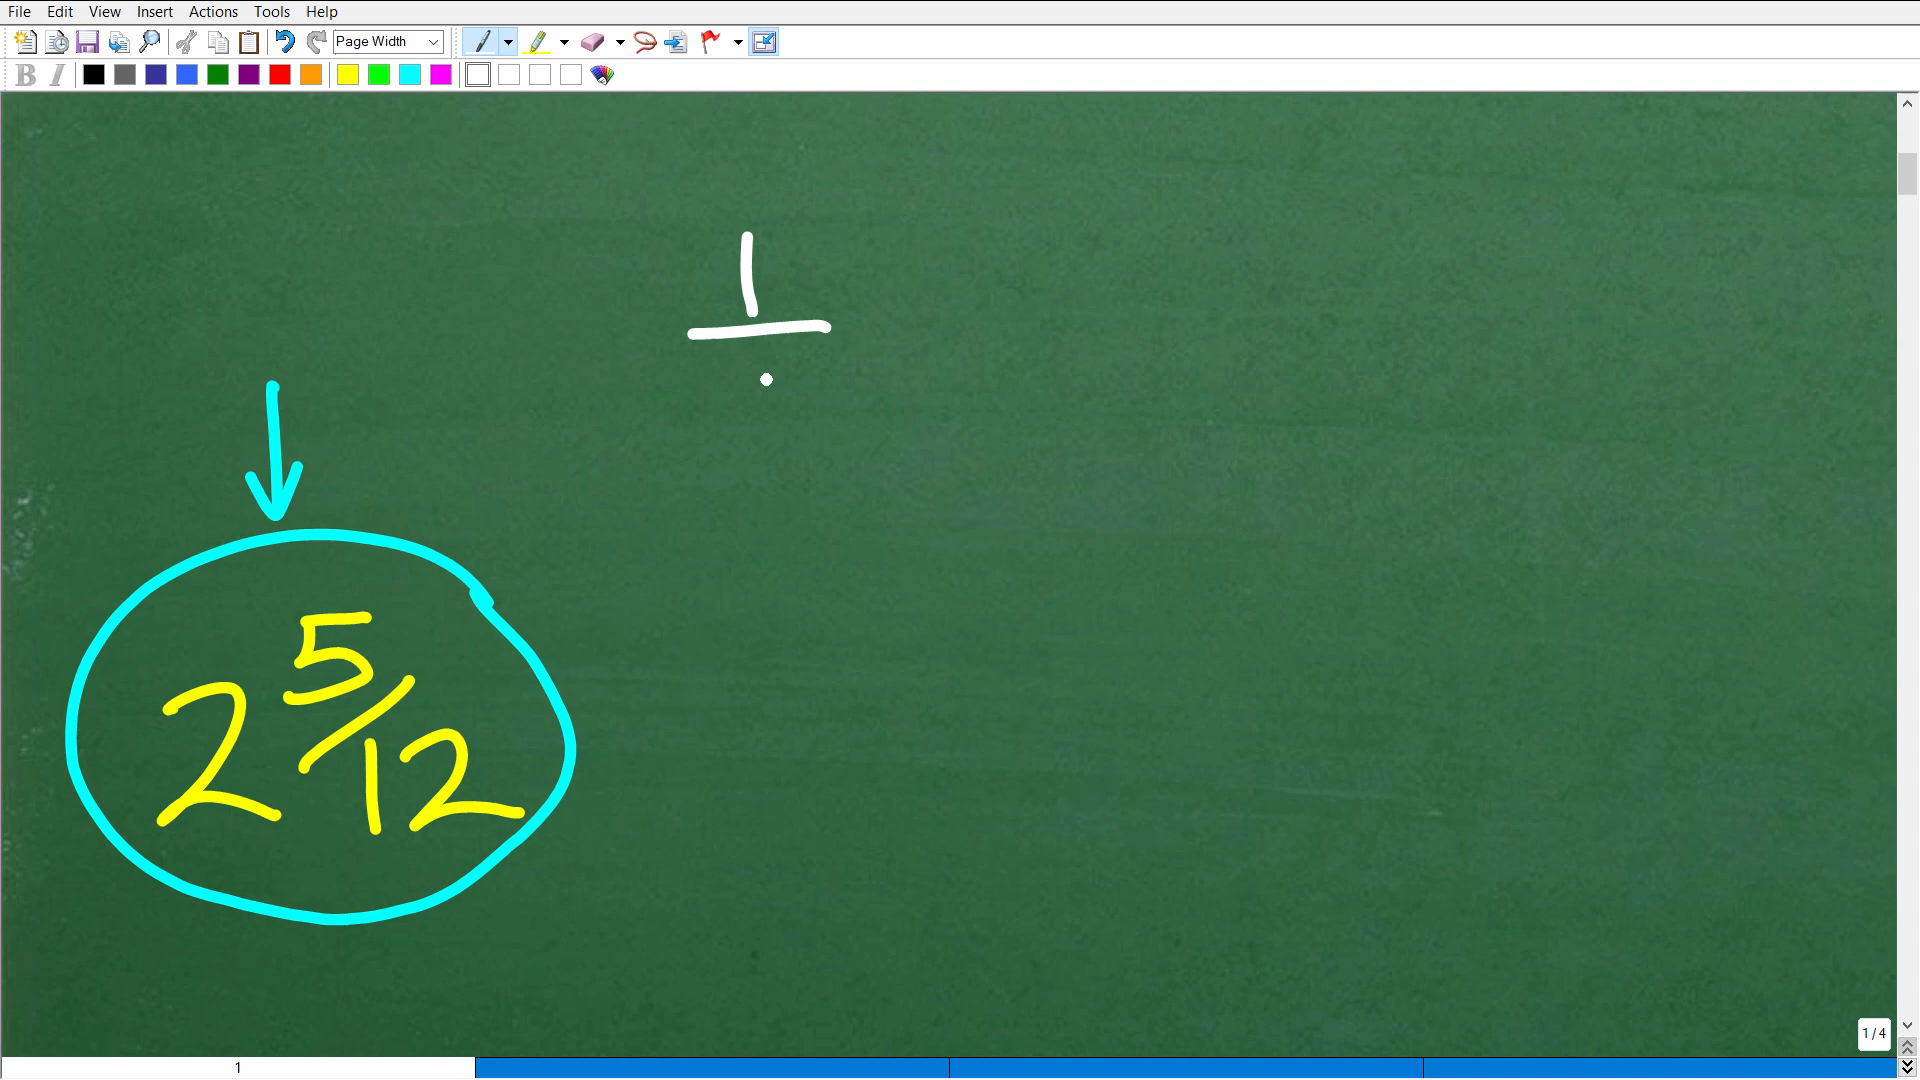 File Edit View Insert Actions Tools Help
Page Width
B I
1
2 5/12
1 / 4
1